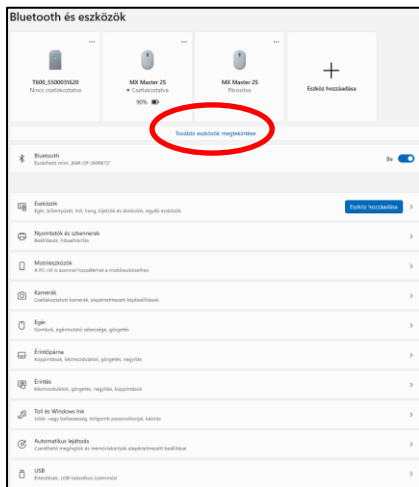 Bluetooth és eszközök
T600_5500031620
Nincs csatlakoztatva
MX Master 2S
Csatlakoztatva
90%
MX Master 2S
Párosítva
Eszköz hozzáadása
További eszközök megtekintése
Bluetooth
Be
Eszközök
Egér, billentyűzet, toll, hang, kijelzők és dokkolók, egyéb eszközök
Eszköz hozzáadása
Nyomtatók és szkennerek
Beállítások, hibaelhárítás
Mobileszközök
A PC-ről is azonnal hozzáférhet a mobileszközeihez
Kamerák
Csatlakoztatott kamerák, alapértelmezett képbeállítások
Egér
Gombok, egérmutató sebessége, görgetés
Érintőpárna
Koppintások, kézmozdulatok, görgetés, nagyítás
Érintés
Kézmozdulatok, görgetés, nagyítás, koppintások
Toll és Windows Ink
Jobb- vagy balkezesség, tollgomb parancsikonjai, kézírás
Automatikus lejátszás
Cserélhető meghajtók és memóriakártyák alapértelmezett beállításai
USB
Értesítések, USB-takarékos üzemmód